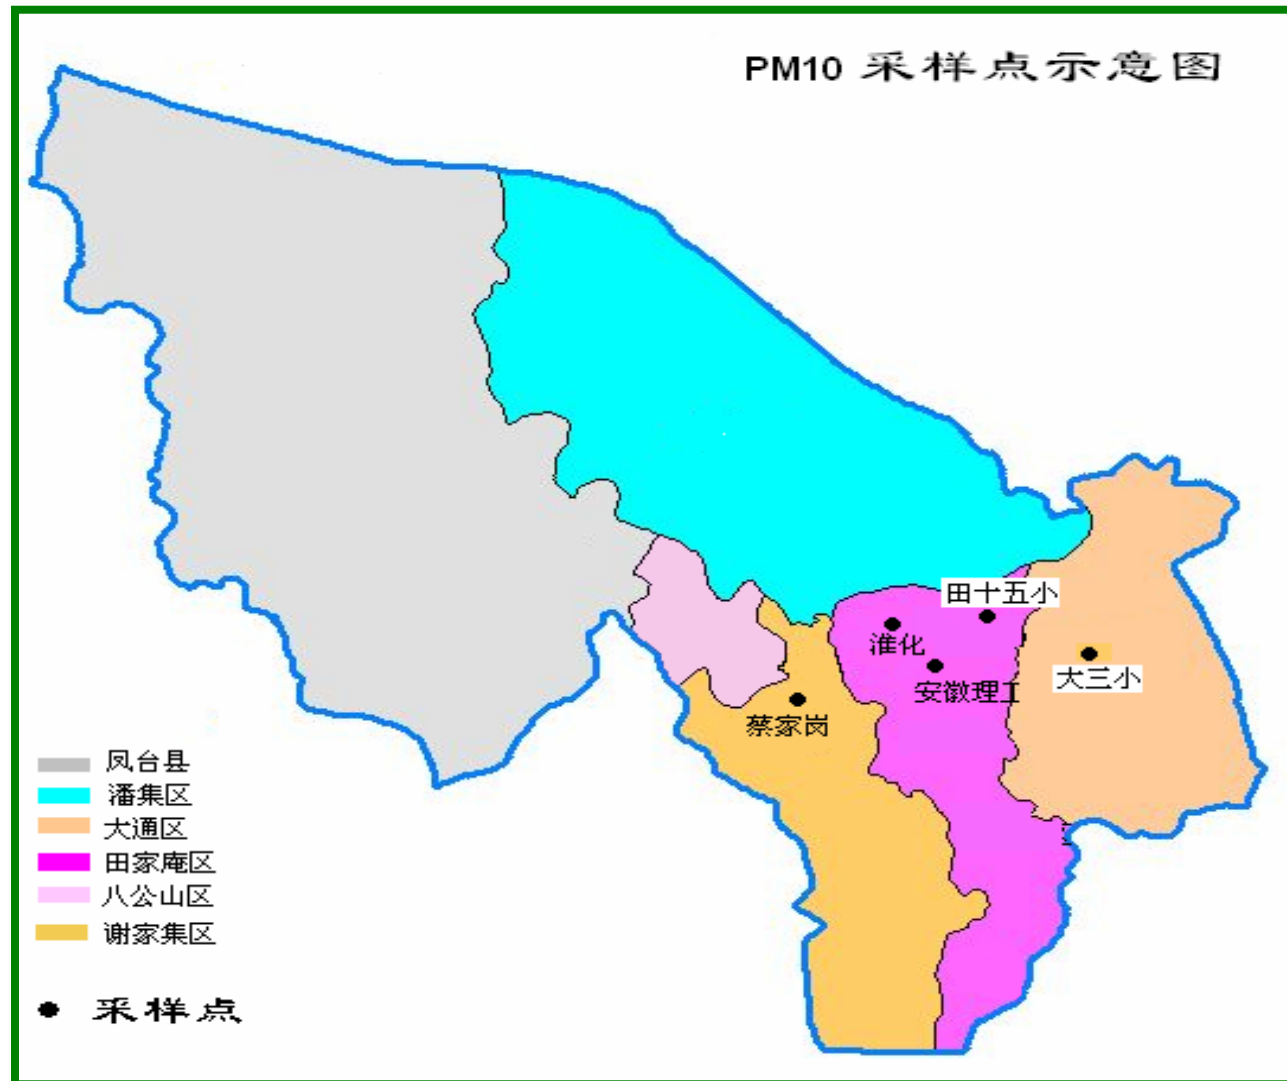 PM10 采样点示意图
田十五小
淮化
安徽理工
大三小
蔡家岗
凤台县
潘集区
大通区
田家庵区
八公山区
谢家集区
采样点